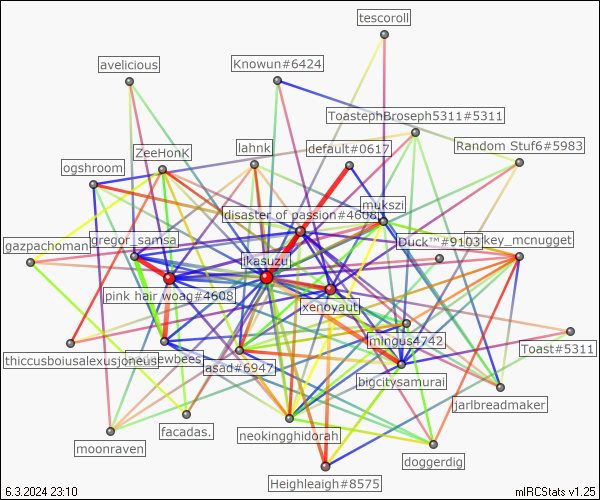 tescoroll
Knowun#6424
avelicious
ToastephBroseph5311#5311
Random Stuf6#5983
ZeeHonK
lahnk
default#0617
ogshroom
mukszi
disaster of passion#4608
gregor_samsa
Duck™#9103
key_mcnugget
gazpachoman
jkasuzu
pink hair woag#4608
xenoyaut
mingus4742
Toast#5311
thiccusboiusalexusjoneus
ewbees
asad#6947
bigcitysamurai
jarlbreadmaker
facadas.
neokingghidorah
moonraven
doggerdig
Heighleaigh#8575
6.3.2024 23:10
mIRCStats v1.25